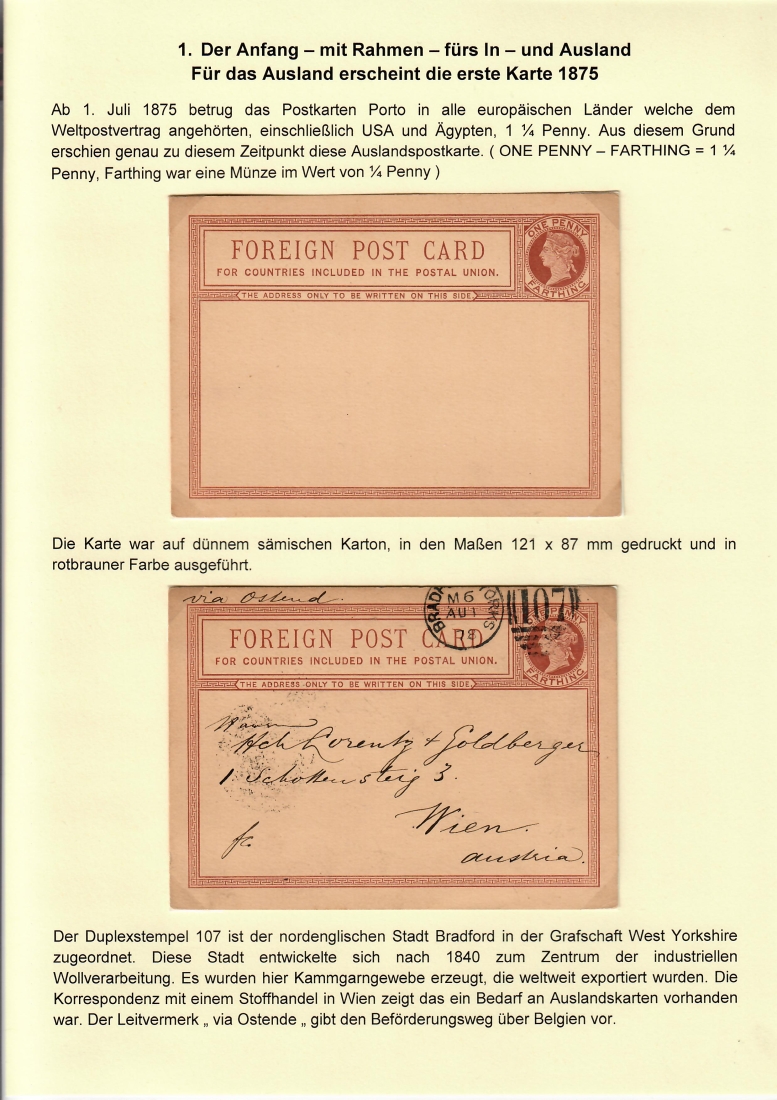 1. Der Anfang – mit Rahmen – fürs In – und Ausland
Für das Ausland erscheint die erste Karte 1875
Ab 1. Juli 1875 betrug das Postkarten Porto in alle europäischen Länder welche dem
Weltpostvertrag angehörten, einschließlich USA und Ägypten, 1 ¼ Penny. Aus diesem Grund
erschien genau zu diesem Zeitpunkt diese Auslandspostkarte. ( ONE PENNY – FARTHING = 1 ¼
Penny, Farthing war eine Münze im Wert von ¼ Penny )
ONE PENNY
FOREIGN POST CARD
FOR COUNTRIES INCLUDED IN THE POSTAL UNION.
FARTHING
THE ADDRESS ONLY TO BE WRITTEN ON THIS SIDE
Die Karte war auf dünnem sämischen Karton, in den Maßen 121 x 87 mm gedruckt und in
rotbrauner Farbe ausgeführt.
via Ostend.
M6
AU 1
78
107
PENNY
FOREIGN POST CARD
FOR COUNTRIES INCLUDED IN THE POSTAL UNION.
FARTHING
THE ADDRESS ONLY TO BE WRITTEN ON THIS SIDE
Lorentz & Goldberger
1 Schottensteig 3.
Wien.
Austria.
Der Duplexstempel 107 ist der nordenglischen Stadt Bradford in der Grafschaft West Yorkshire
zugeordnet. Diese Stadt entwickelte sich nach 1840 zum Zentrum der industriellen
Wollverarbeitung. Es wurden hier Kammgarngewebe erzeugt, die weltweit exportiert wurden. Die
Korrespondenz mit einem Stoffhandel in Wien zeigt das ein Bedarf an Auslandskarten vorhanden
war. Der Leitvermerk „ via Ostende „ gibt den Beförderungsweg über Belgien vor.